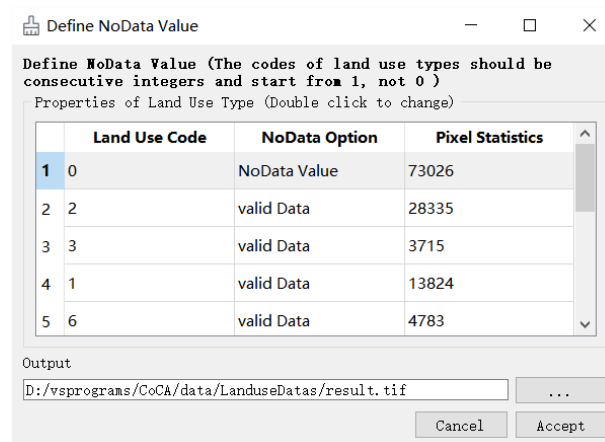 Define NoData Value
Define NoData Value (The codes of land use types should be
consecutive integers and start from 1, not 0 )
Properties of Land Use Type (Double click to change)
Land Use Code NoData Option Pixel Statistics
1 0 NoData Value 73026
2 2 valid Data 28335
3 3 valid Data 3715
4 1 valid Data 13824
5 6 valid Data 4783
Output
D:/vsprograms/CoCA/data/LanduseDatas/result.tif ...
Cancel Accept